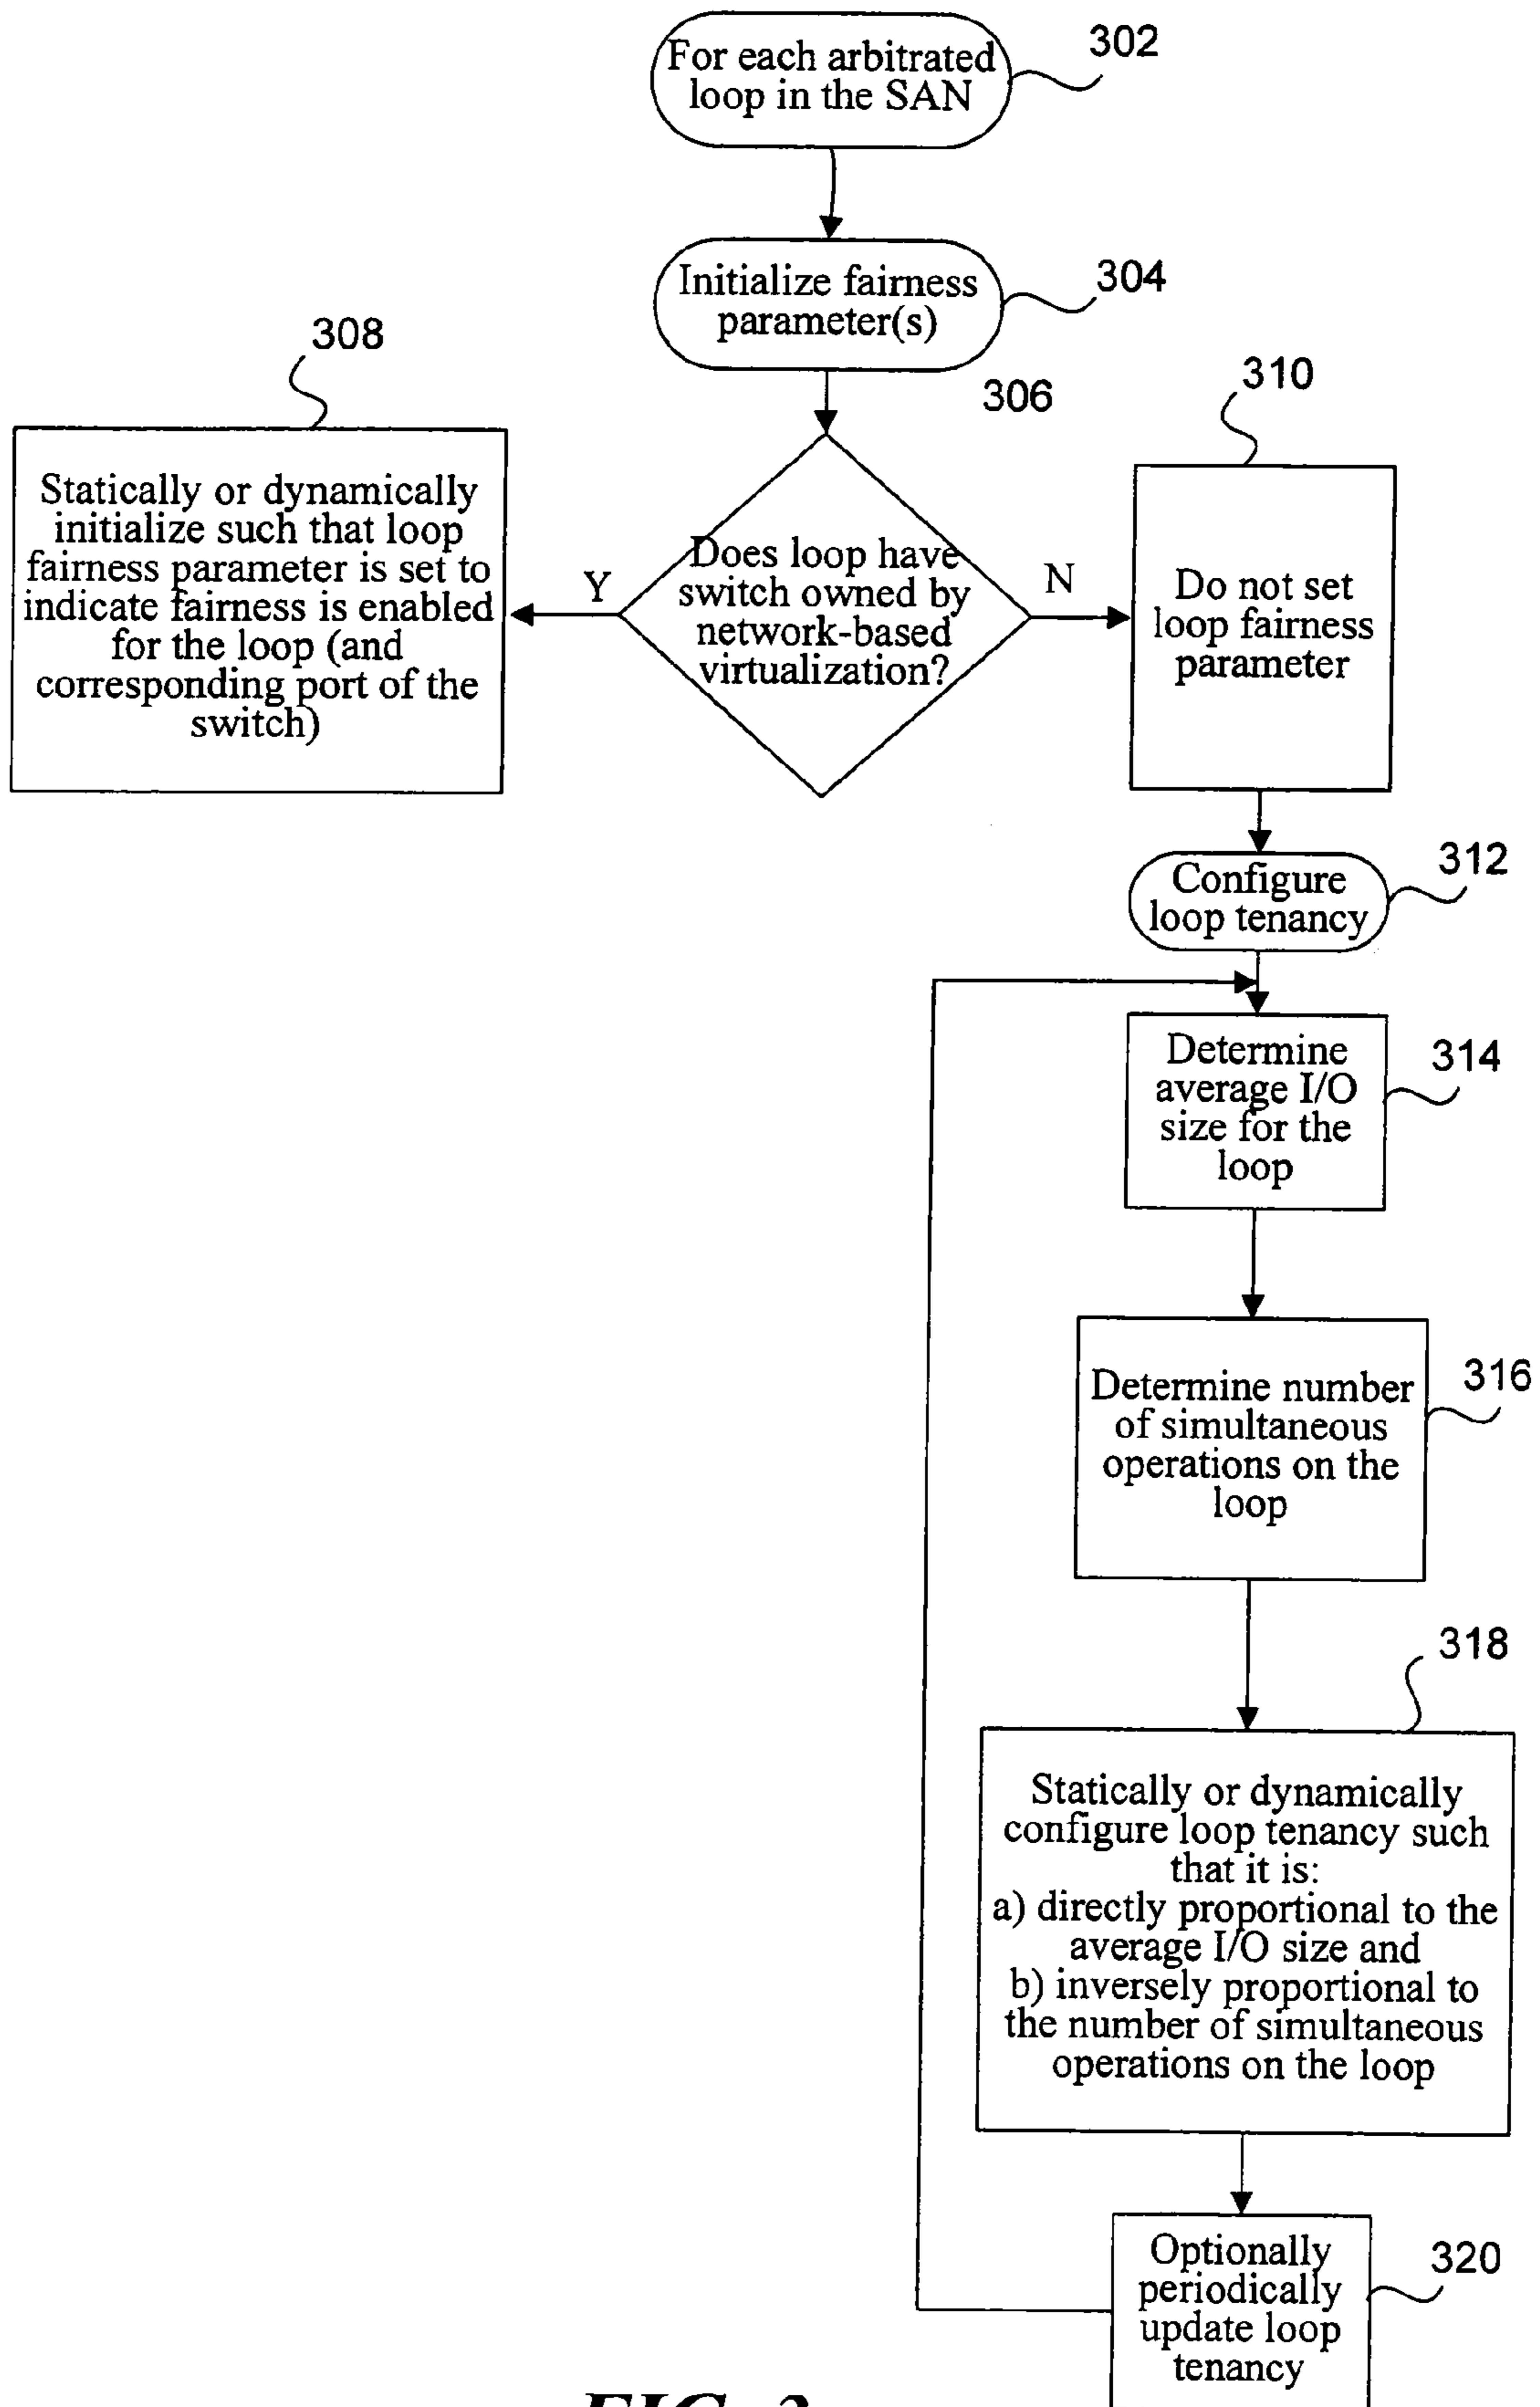 For each arbitrated
loop in the SAN
302
Initialize fairness
parameter(s)
304
306
308
Statically or dynamically
initialize such that loop
fairness parameter is set to
indicate fairness is enabled
for the loop (and
corresponding port of the
switch)
Y
Does loop have
switch owned by
network-based
virtualization?
N
310
Do not set
loop fairness
parameter
312
Configure
loop tenancy
314
Determine
average I/O
size for the
loop
316
Determine number
of simultaneous
operations on the
loop
318
Statically or dynamically
configure loop tenancy such
that it is:
a) directly proportional to the
average I/O size and
b) inversely proportional to
the number of simultaneous
operations on the loop
320
Optionally
periodically
update loop
tenancy